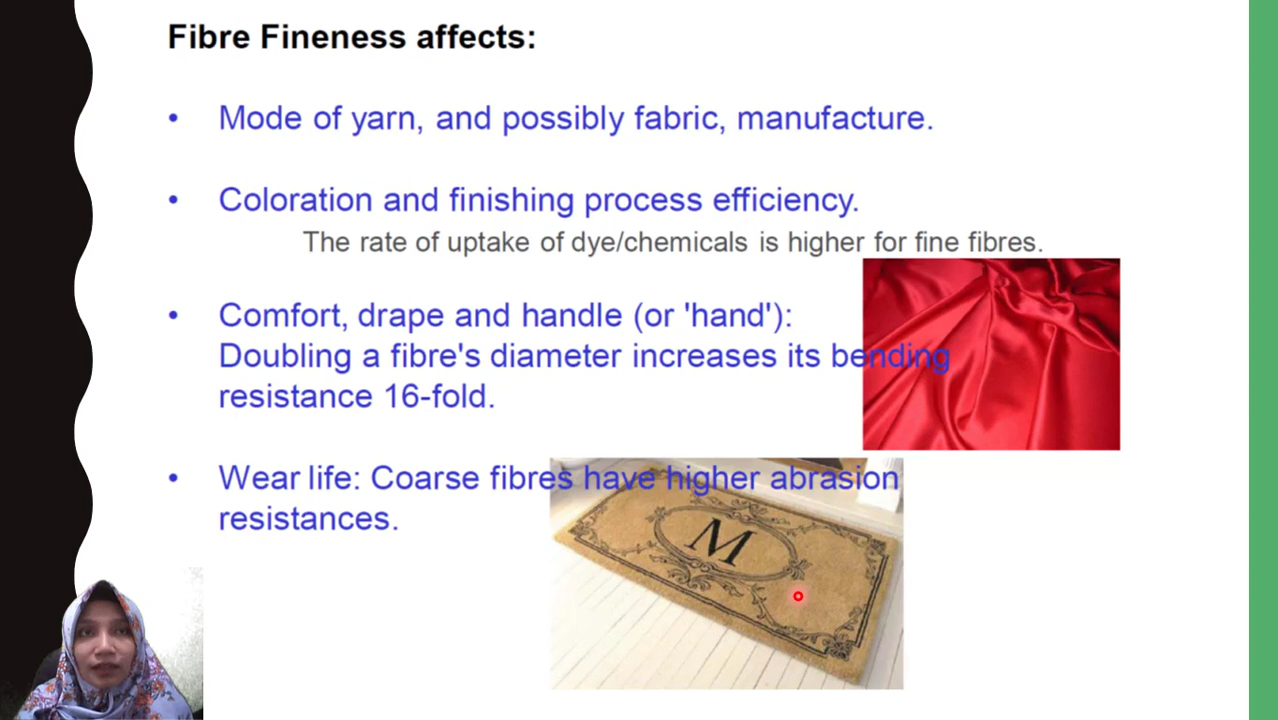 Fibre Fineness affects:
• Mode of yarn, and possibly fabric, manufacture.
• Coloration and finishing process efficiency.
The rate of uptake of dye/chemicals is higher for fine fibres.
• Comfort, drape and handle (or 'hand'):
Doubling a fibre's diameter increases its bending
resistance 16-fold.
• Wear life: Coarse fibres have higher abrasion
resistances.
M